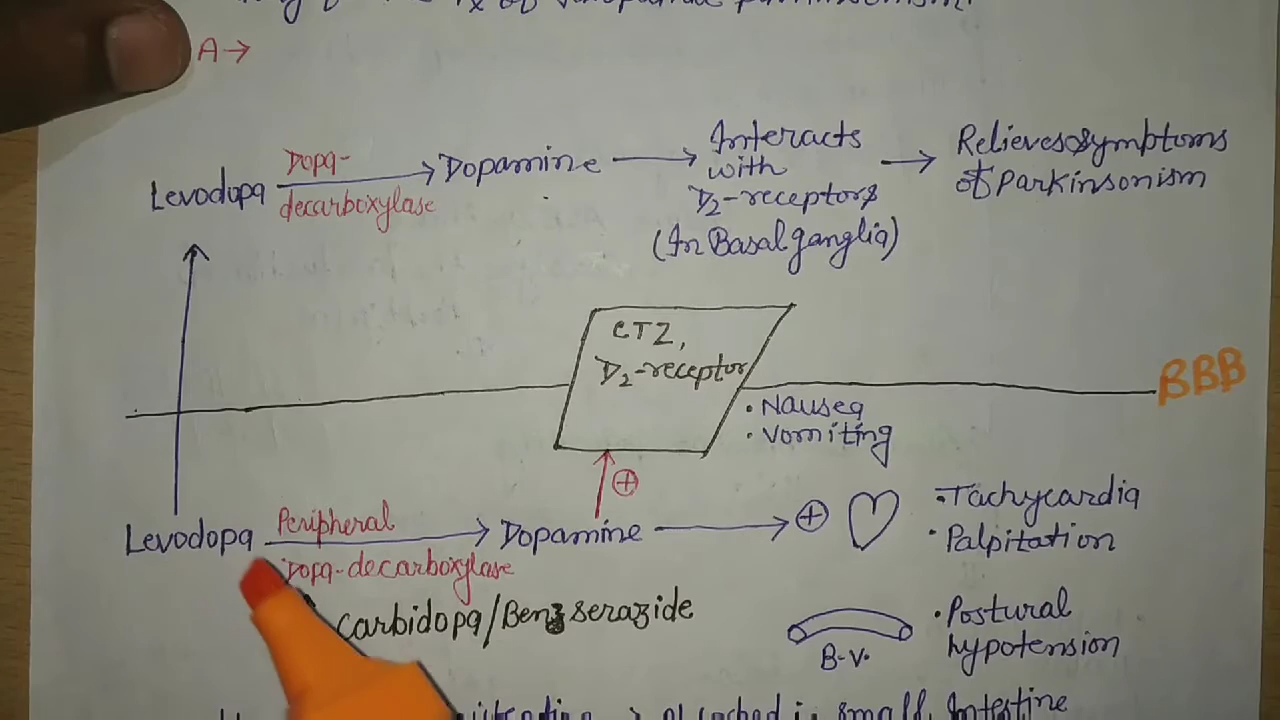 of
A →
Levodopa Dopa- decarboxylase → Dopamine → Interacts with D2-receptors (In Basal ganglia) → Relieves symptoms of Parkinsonism
CTZ,
D2-receptor
BBB
• Nausea
• Vomiting
Levodopa Peripheral Dopa-decarboxylase → Dopamine → ⊕
⊕
• Tachycardia
• Palpitation
Carbidopa/Benserazide
B.V.
• Postural
hypotension
small Intestine